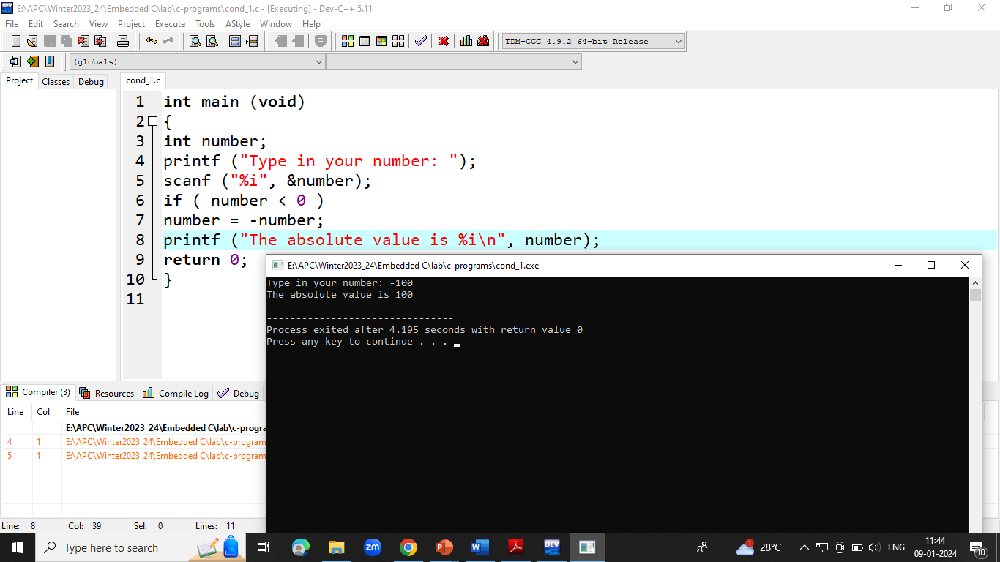 E:\APC\Winter2023_24\Embedded C\lab\c-programs\cond_1.c - [Executing] - Dev-C++ 5.11
File Edit Search View Project Execute Tools AStyle Window Help
TDM-GCC 4.9.2 64-bit Release
(globals)
Project Classes Debug
cond_1.c
1 int main (void)
2 {
3 int number;
4 printf ("Type in your number: ");
5 scanf ("%i", &number);
6 if ( number < 0 )
7 number = -number;
8 printf ("The absolute value is %i\n", number);
9 return 0;
10 }
11
E:\APC\Winter2023_24\Embedded C\lab\c-programs\cond_1.exe
Type in your number: -100
The absolute value is 100
--------------------------------
Process exited after 4.195 seconds with return value 0
Press any key to continue . . .
Compiler (3) Resources Compile Log Debug
Line Col File
E:\APC\Winter2023_24\Embedded C\lab\c-progra
4 1 E:\APC\Winter2023_24\Embedded C\lab\c-program
5 1 E:\APC\Winter2023_24\Embedded C\lab\c-program
Line: 8 Col: 39 Sel: 0 Lines: 11
Type here to search
zm
DEV
1
28°C
ENG
11:44
09-01-2024
10